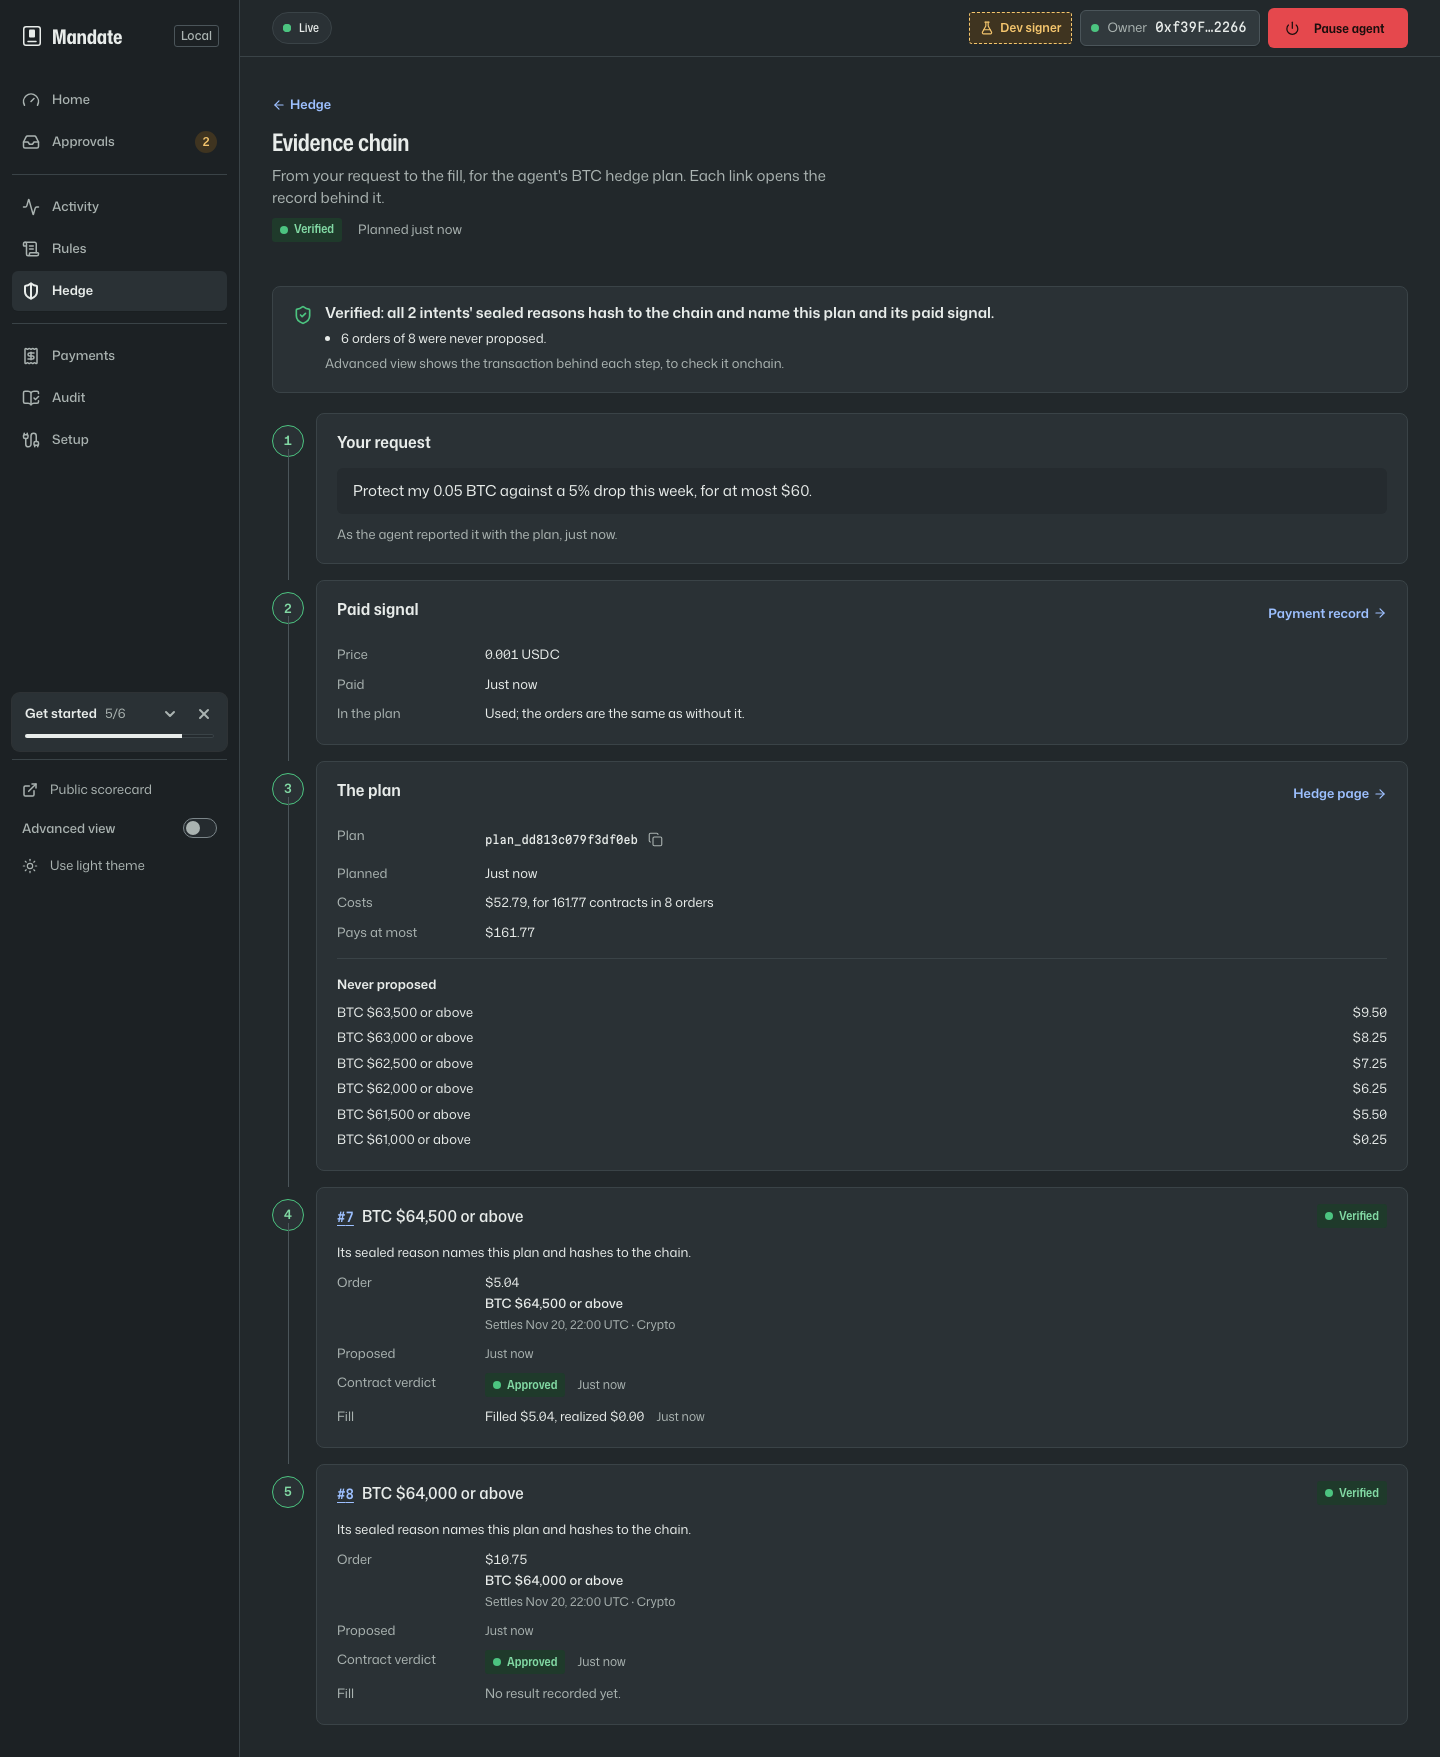 Mandate
Local
Home
Approvals
2
Activity
Rules
Hedge
Payments
Audit
Setup
Get started 5/6
Public scorecard
Advanced view
Use light theme
Live
Dev signer
Owner 0xf39F…2266
Pause agent
← Hedge
Evidence chain
From your request to the fill, for the agent's BTC hedge plan. Each link opens the
record behind it.
Verified
Planned just now
Verified: all 2 intents' sealed reasons hash to the chain and name this plan and its paid signal.
• 6 orders of 8 were never proposed.
Advanced view shows the transaction behind each step, to check it onchain.
1
Your request
Protect my 0.05 BTC against a 5% drop this week, for at most $60.
As the agent reported it with the plan, just now.
2
Paid signal
Payment record →
Price 0.001 USDC
Paid Just now
In the plan Used; the orders are the same as without it.
3
The plan
Hedge page →
Plan plan_dd813c079f3df0eb
Planned Just now
Costs $52.79, for 161.77 contracts in 8 orders
Pays at most $161.77
Never proposed
BTC $63,500 or above $9.50
BTC $63,000 or above $8.25
BTC $62,500 or above $7.25
BTC $62,000 or above $6.25
BTC $61,500 or above $5.50
BTC $61,000 or above $0.25
4
#7 BTC $64,500 or above
Verified
Its sealed reason names this plan and hashes to the chain.
Order $5.04
BTC $64,500 or above
Settles Nov 20, 22:00 UTC · Crypto
Proposed Just now
Contract verdict Approved Just now
Fill Filled $5.04, realized $0.00 Just now
5
#8 BTC $64,000 or above
Verified
Its sealed reason names this plan and hashes to the chain.
Order $10.75
BTC $64,000 or above
Settles Nov 20, 22:00 UTC · Crypto
Proposed Just now
Contract verdict Approved Just now
Fill No result recorded yet.